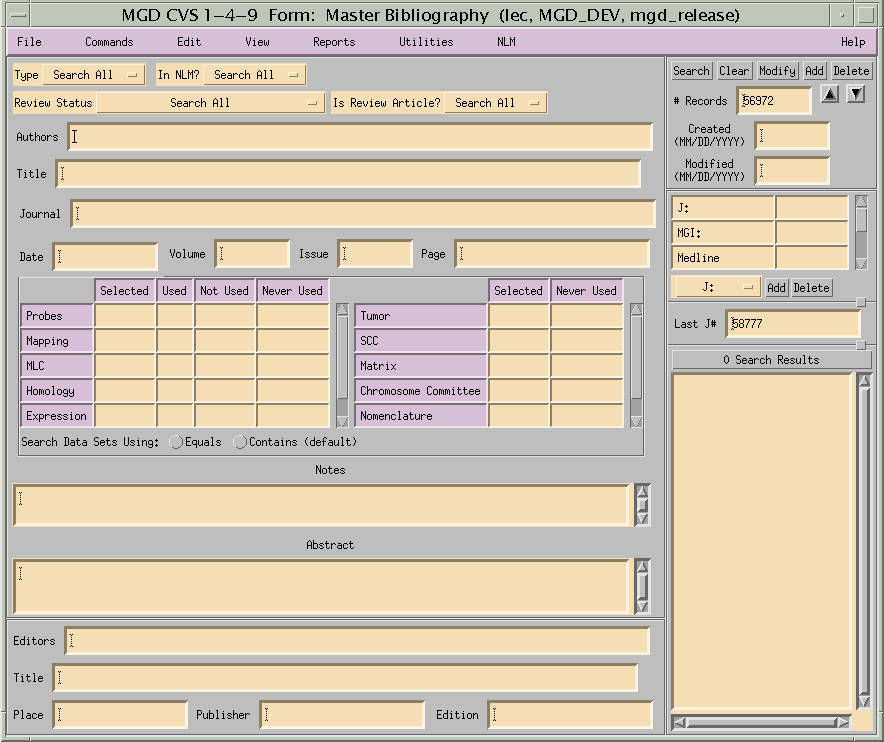 MGD CVS 1-4-9 Form: Master Bibliography (lec, MGD_DEV, mgd_release)
File Commands Edit View Reports Utilities NLM Help
Type Search All In NLM? Search All
Review Status Search All Is Review Article? Search All
Authors
Title
Journal
Date Volume Issue Page
Selected Used Not Used Never Used
Probes
Mapping
MLC
Homology
Expression
Selected Never Used
Tumor
SCC
Matrix
Chromosome Committee
Nomenclature
Search Data Sets Using: Equals Contains (default)
Notes
Abstract
Editors
Title
Place Publisher Edition
Search Clear Modify Add Delete
# Records 56972
Created
(MM/DD/YYYY)
Modified
(MM/DD/YYYY)
J:
MGI:
Medline
J: Add Delete
Last J# 58777
0 Search Results